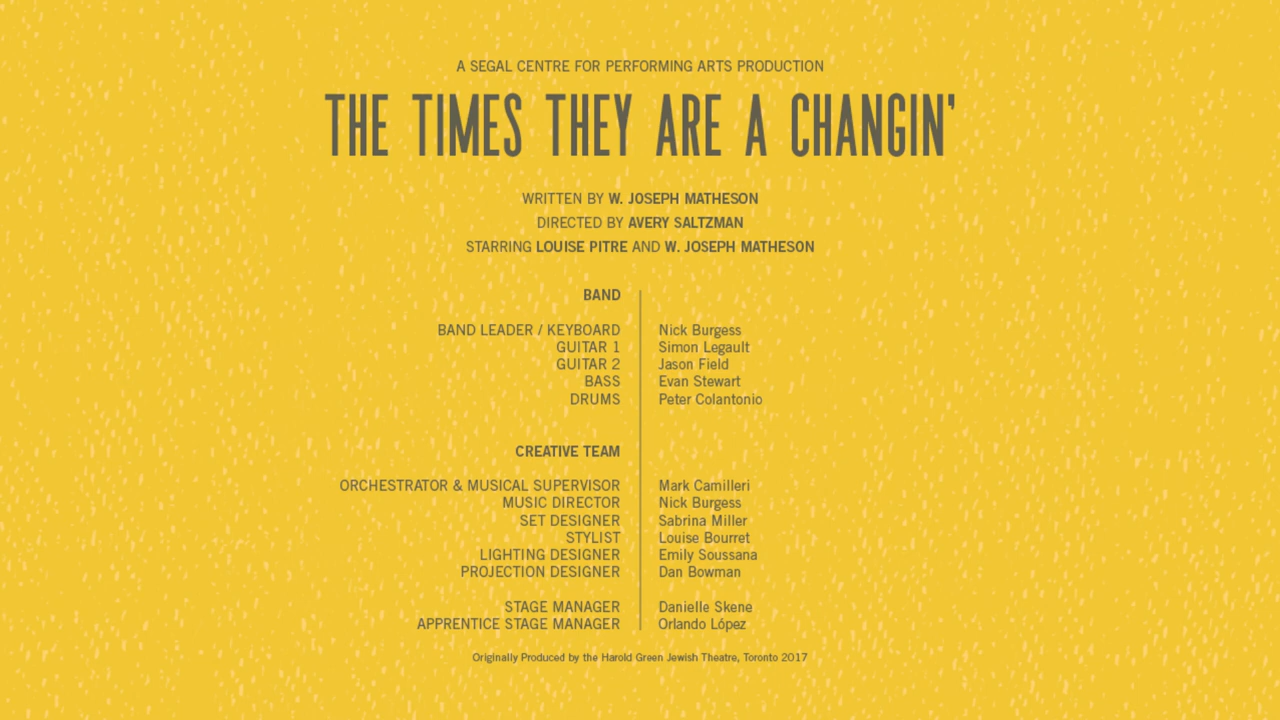 A SEGAL CENTRE FOR PERFORMING ARTS PRODUCTION
THE TIMES THEY ARE A CHANGIN'
WRITTEN BY W. JOSEPH MATHESON
DIRECTED BY AVERY SALTZMAN
STARRING LOUISE PITRE AND W. JOSEPH MATHESON
BAND
BAND LEADER / KEYBOARD Nick Burgess
GUITAR 1 Simon Legault
GUITAR 2 Jason Field
BASS Evan Stewart
DRUMS Peter Colantonio
CREATIVE TEAM
ORCHESTRATOR & MUSICAL SUPERVISOR Mark Camilleri
MUSIC DIRECTOR Nick Burgess
SET DESIGNER Sabrina Miller
STYLIST Louise Bourret
LIGHTING DESIGNER Emily Soussana
PROJECTION DESIGNER Dan Bowman
STAGE MANAGER Danielle Skene
APPRENTICE STAGE MANAGER Orlando López
Originally Produced by the Harold Green Jewish Theatre, Toronto 2017